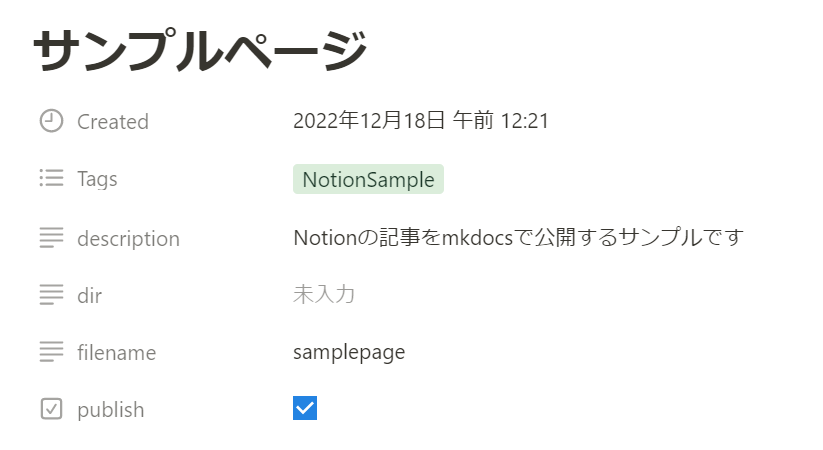 サンプルページ
Created 2022年12月18日 午前 12:21
Tags NotionSample
description Notionの記事をmkdocsで公開するサンプルです
dir 未入力
filename samplepage
publish